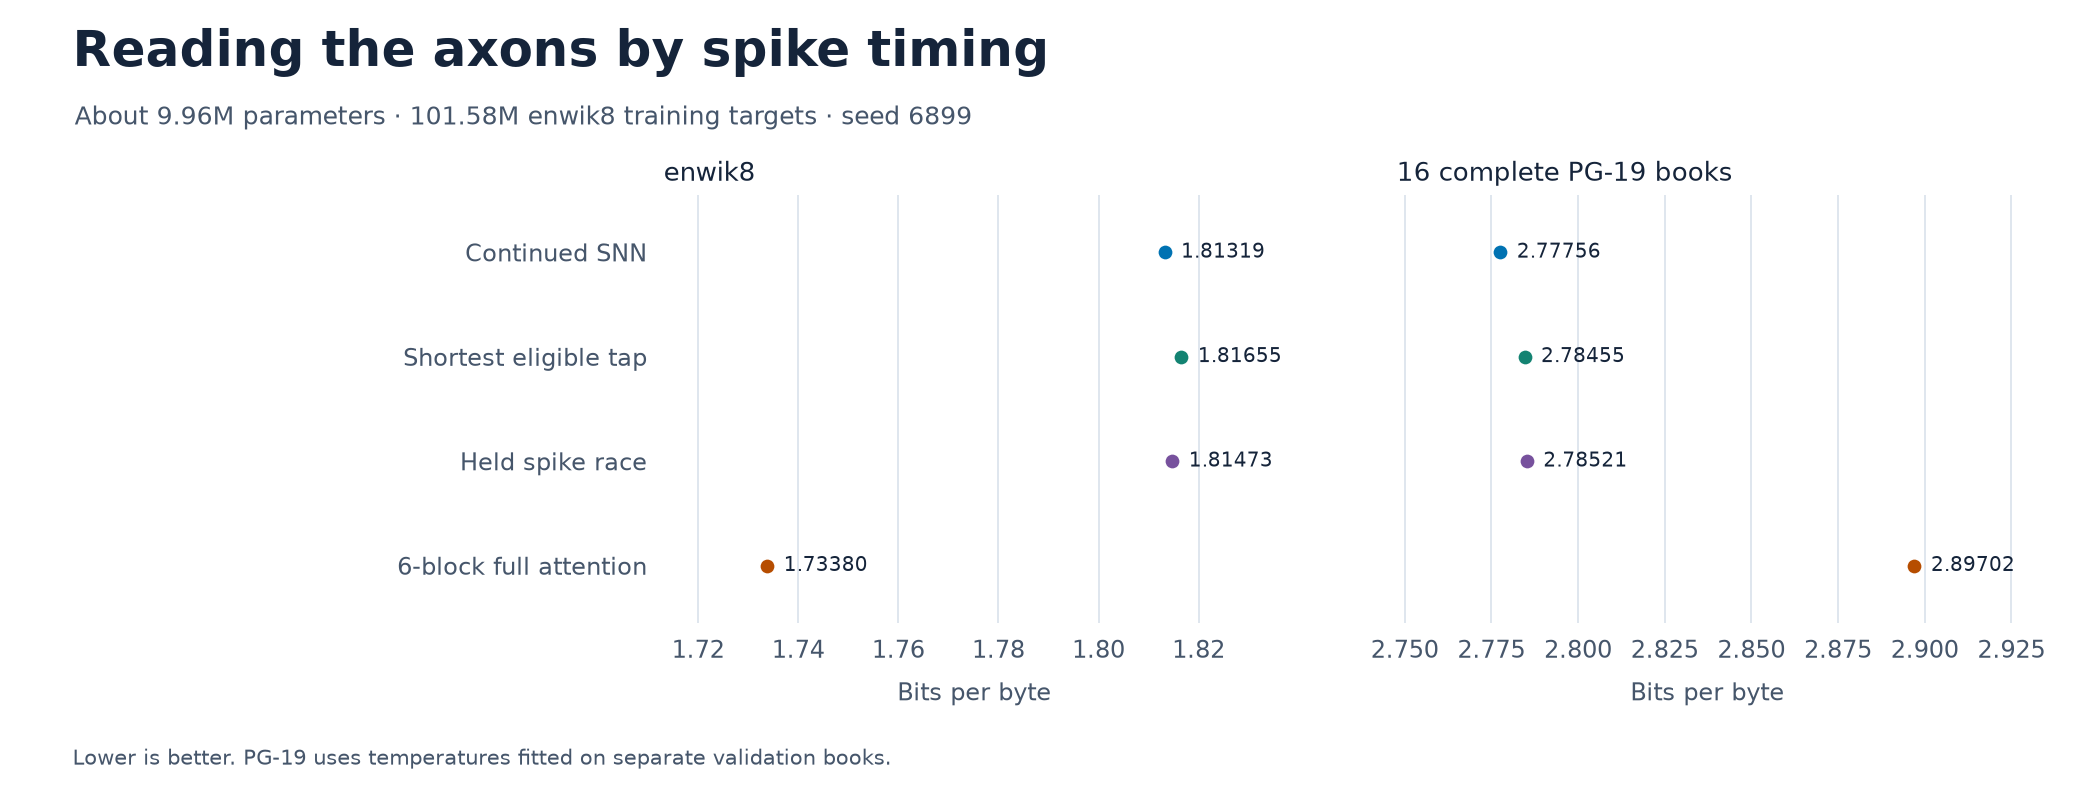 Reading the axons by spike timing
About 9.96M parameters · 101.58M enwik8 training targets · seed 6899
enwik8
16 complete PG-19 books
Continued SNN
1.81319
2.77756
Shortest eligible tap
1.81655
2.78455
Held spike race
1.81473
2.78521
6-block full attention
1.73380
2.89702
1.72 1.74 1.76 1.78 1.80 1.82
2.750 2.775 2.800 2.825 2.850 2.875 2.900 2.925
Bits per byte
Bits per byte
Lower is better. PG-19 uses temperatures fitted on separate validation books.